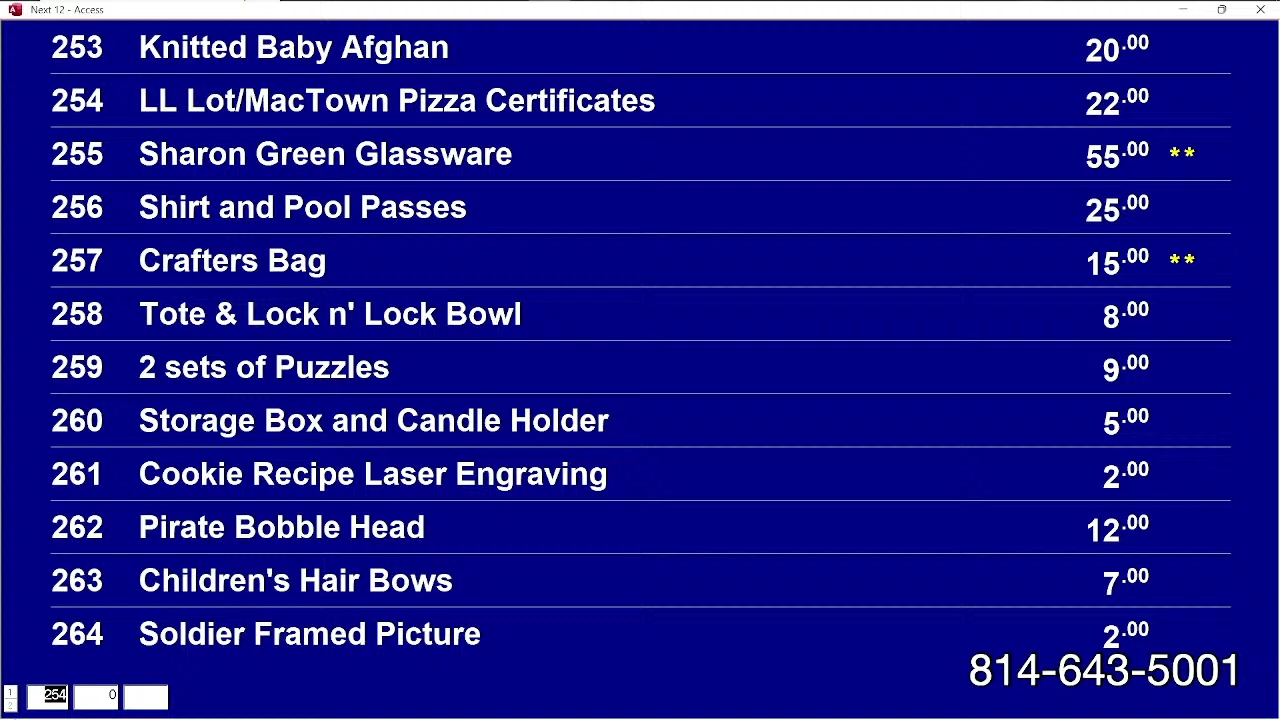 Next 12 - Access
253 Knitted Baby Afghan 20.00
254 LL Lot/MacTown Pizza Certificates 22.00
255 Sharon Green Glassware 55.00 **
256 Shirt and Pool Passes 25.00
257 Crafters Bag 15.00 **
258 Tote & Lock n' Lock Bowl 8.00
259 2 sets of Puzzles 9.00
260 Storage Box and Candle Holder 5.00
261 Cookie Recipe Laser Engraving 2.00
262 Pirate Bobble Head 12.00
263 Children's Hair Bows 7.00
264 Soldier Framed Picture 2.00
814-643-5001
1
2
254 0